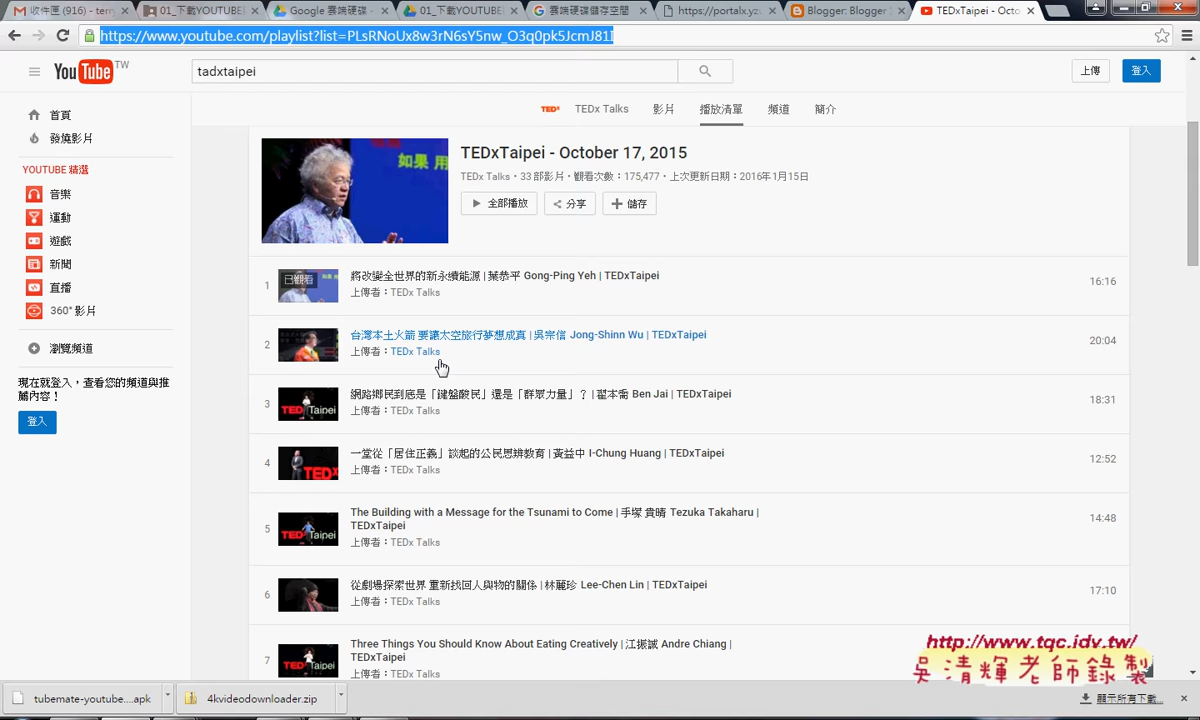 收件匣 (916) - terry
01_下載YOUTUBE
Google 雲端硬碟 -
01_下載YOUTUBE
雲端硬碟儲存空間
https://portalx.yz
Blogger: Blogger
TEDxTaipei - Octo
https://www.youtube.com/playlist?list=PLsRNoUx8w3rN6sY5nw_O3q0pk5JcmJ81I
YouTube TW
tadxtaipei
上傳
登入
首頁
發燒影片
YOUTUBE 精選
音樂
運動
遊戲
新聞
直播
360° 影片
瀏覽頻道
現在就登入，查看您的頻道與推
薦內容！
登入
TEDx
TEDx Talks
影片
播放清單
頻道
簡介
如果 用
TEDxTaipei - October 17, 2015
TEDx Talks・33 部影片・觀看次數：175,477・上次更新日期：2016年1月15日
全部播放
分享
儲存
1
已觀看
將改變全世界的新永續能源 | 葉恭平 Gong-Ping Yeh | TEDxTaipei
上傳者：TEDx Talks
16:16
2
台灣本土火箭 要讓太空旅行夢想成真 | 吳宗信 Jong-Shinn Wu | TEDxTaipei
上傳者：TEDx Talks
20:04
3
TEDxTaipei
網路鄉民到底是「鍵盤酸民」還是「群眾力量」？ | 翟本喬 Ben Jai | TEDxTaipei
上傳者：TEDx Talks
18:31
4
TEDx
一堂從「居住正義」談起的公民思辨教育 | 黃益中 I-Chung Huang | TEDxTaipei
上傳者：TEDx Talks
12:52
5
TEDxTaipei
The Building with a Message for the Tsunami to Come | 手塚 貴晴 Tezuka Takaharu |
TEDxTaipei
上傳者：TEDx Talks
14:48
6
從劇場探索世界 重新找回人與物的關係 | 林麗珍 Lee-Chen Lin | TEDxTaipei
上傳者：TEDx Talks
17:10
7
TEDxTaipei
Three Things You Should Know About Eating Creatively | 江振誠 Andre Chiang |
TEDxTaipei
上傳者：TEDx Talks
http://www.tqc.idv.tw/
吳清輝老師錄製
tubemate-youtube....apk
4kvideodownloader.zip
顯示所有下載...